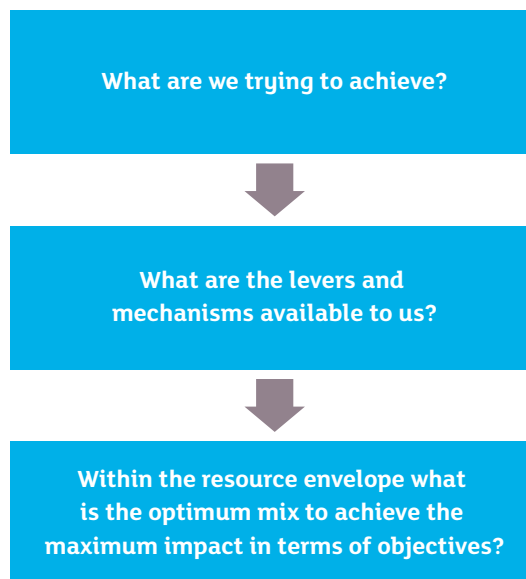 What are we trying to achieve?
What are the levers and
mechanisms available to us?
Within the resource envelope what
is the optimum mix to achieve the
maximum impact in terms of objectives?